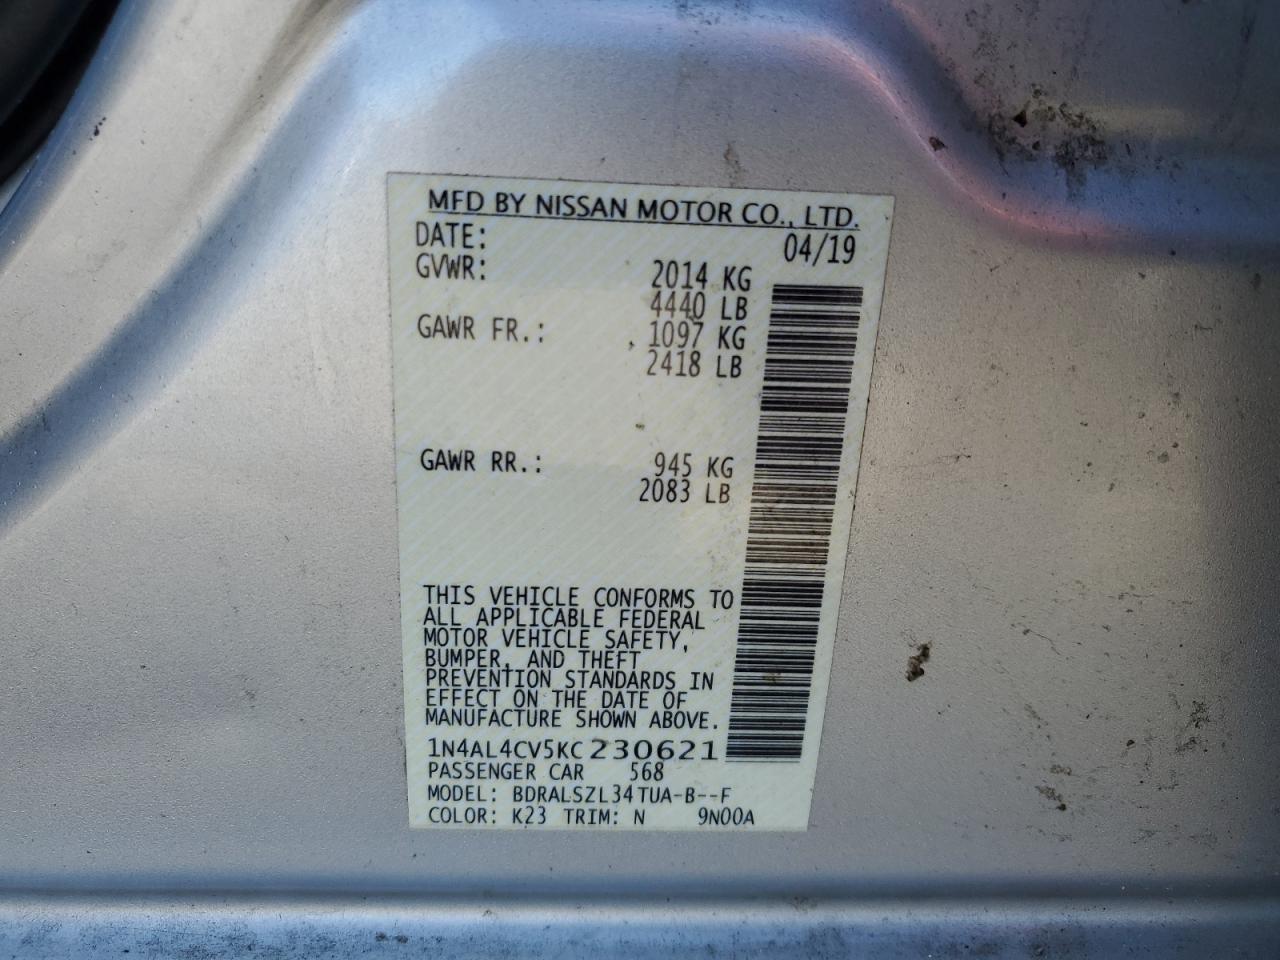 MFD BY NISSAN MOTOR CO., LTD.
DATE: 04/19
GVWR: 2014 KG
4440 LB
GAWR FR.: 1097 KG
2418 LB
GAWR RR.: 945 KG
2083 LB
THIS VEHICLE CONFORMS TO
ALL APPLICABLE FEDERAL
MOTOR VEHICLE SAFETY,
BUMPER, AND THEFT
PREVENTION STANDARDS IN
EFFECT ON THE DATE OF
MANUFACTURE SHOWN ABOVE.
1N4AL4CV5KC230621
PASSENGER CAR 568
MODEL: BDRALSZL34TUA-B--F
COLOR: K23 TRIM: N 9N00A